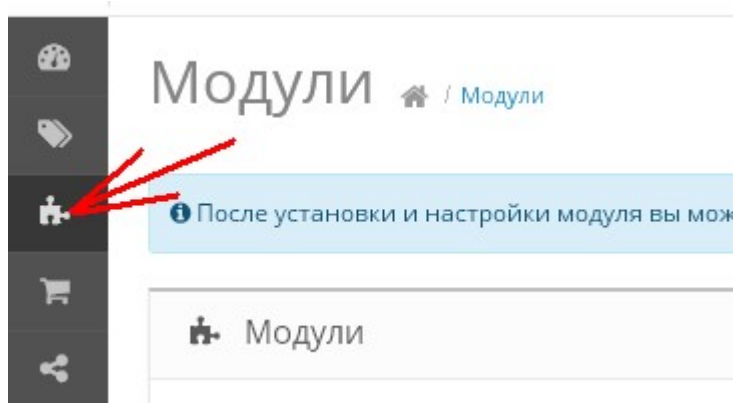 Модули / Модули
После установки и настройки модуля вы мож
Модули